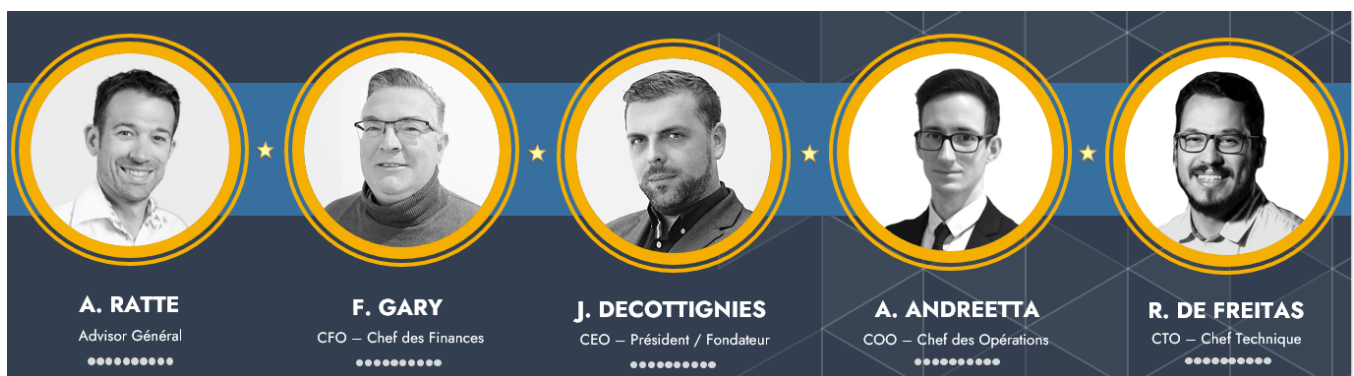 A. RATTE
Advisor Général
F. GARY
CFO – Chef des Finances
J. DECOTTIGNIES
CEO – Président / Fondateur
A. ANDREETTA
COO – Chef des Opérations
R. DE FREITAS
CTO – Chef Technique